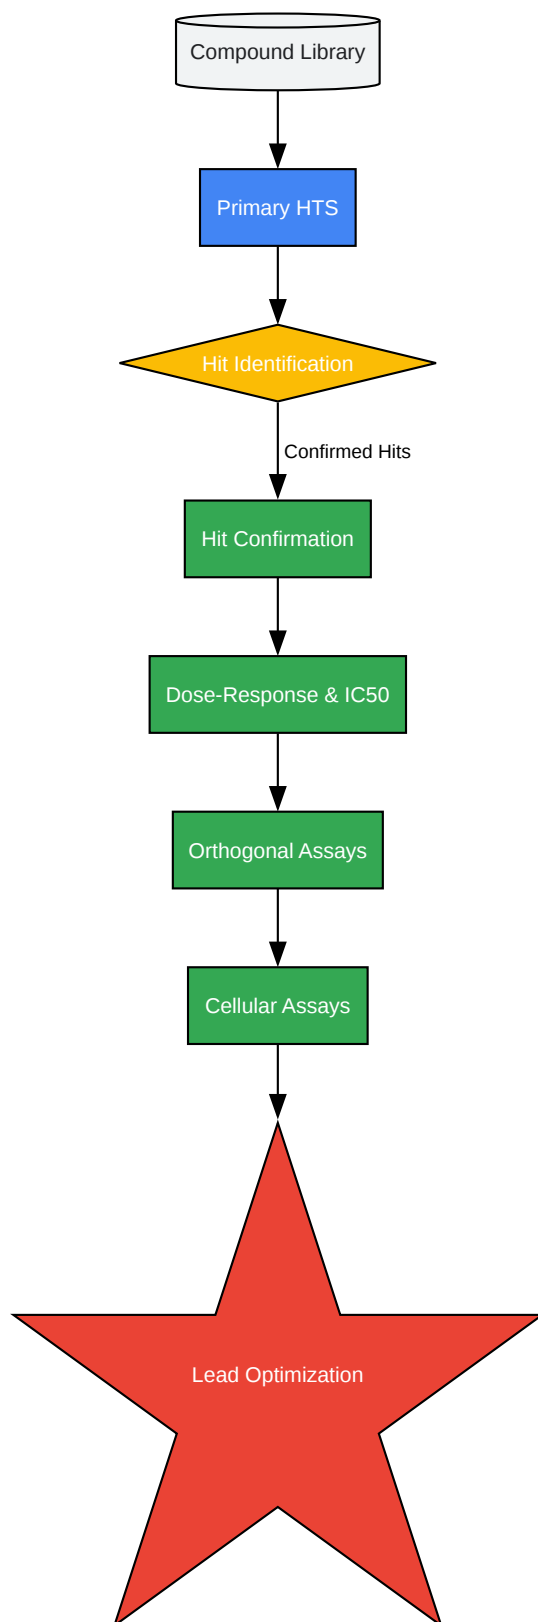 Compound Library
Primary HTS
Hit Identification
Confirmed Hits
Hit Confirmation
Dose-Response & IC50
Orthogonal Assays
Cellular Assays
Lead Optimization